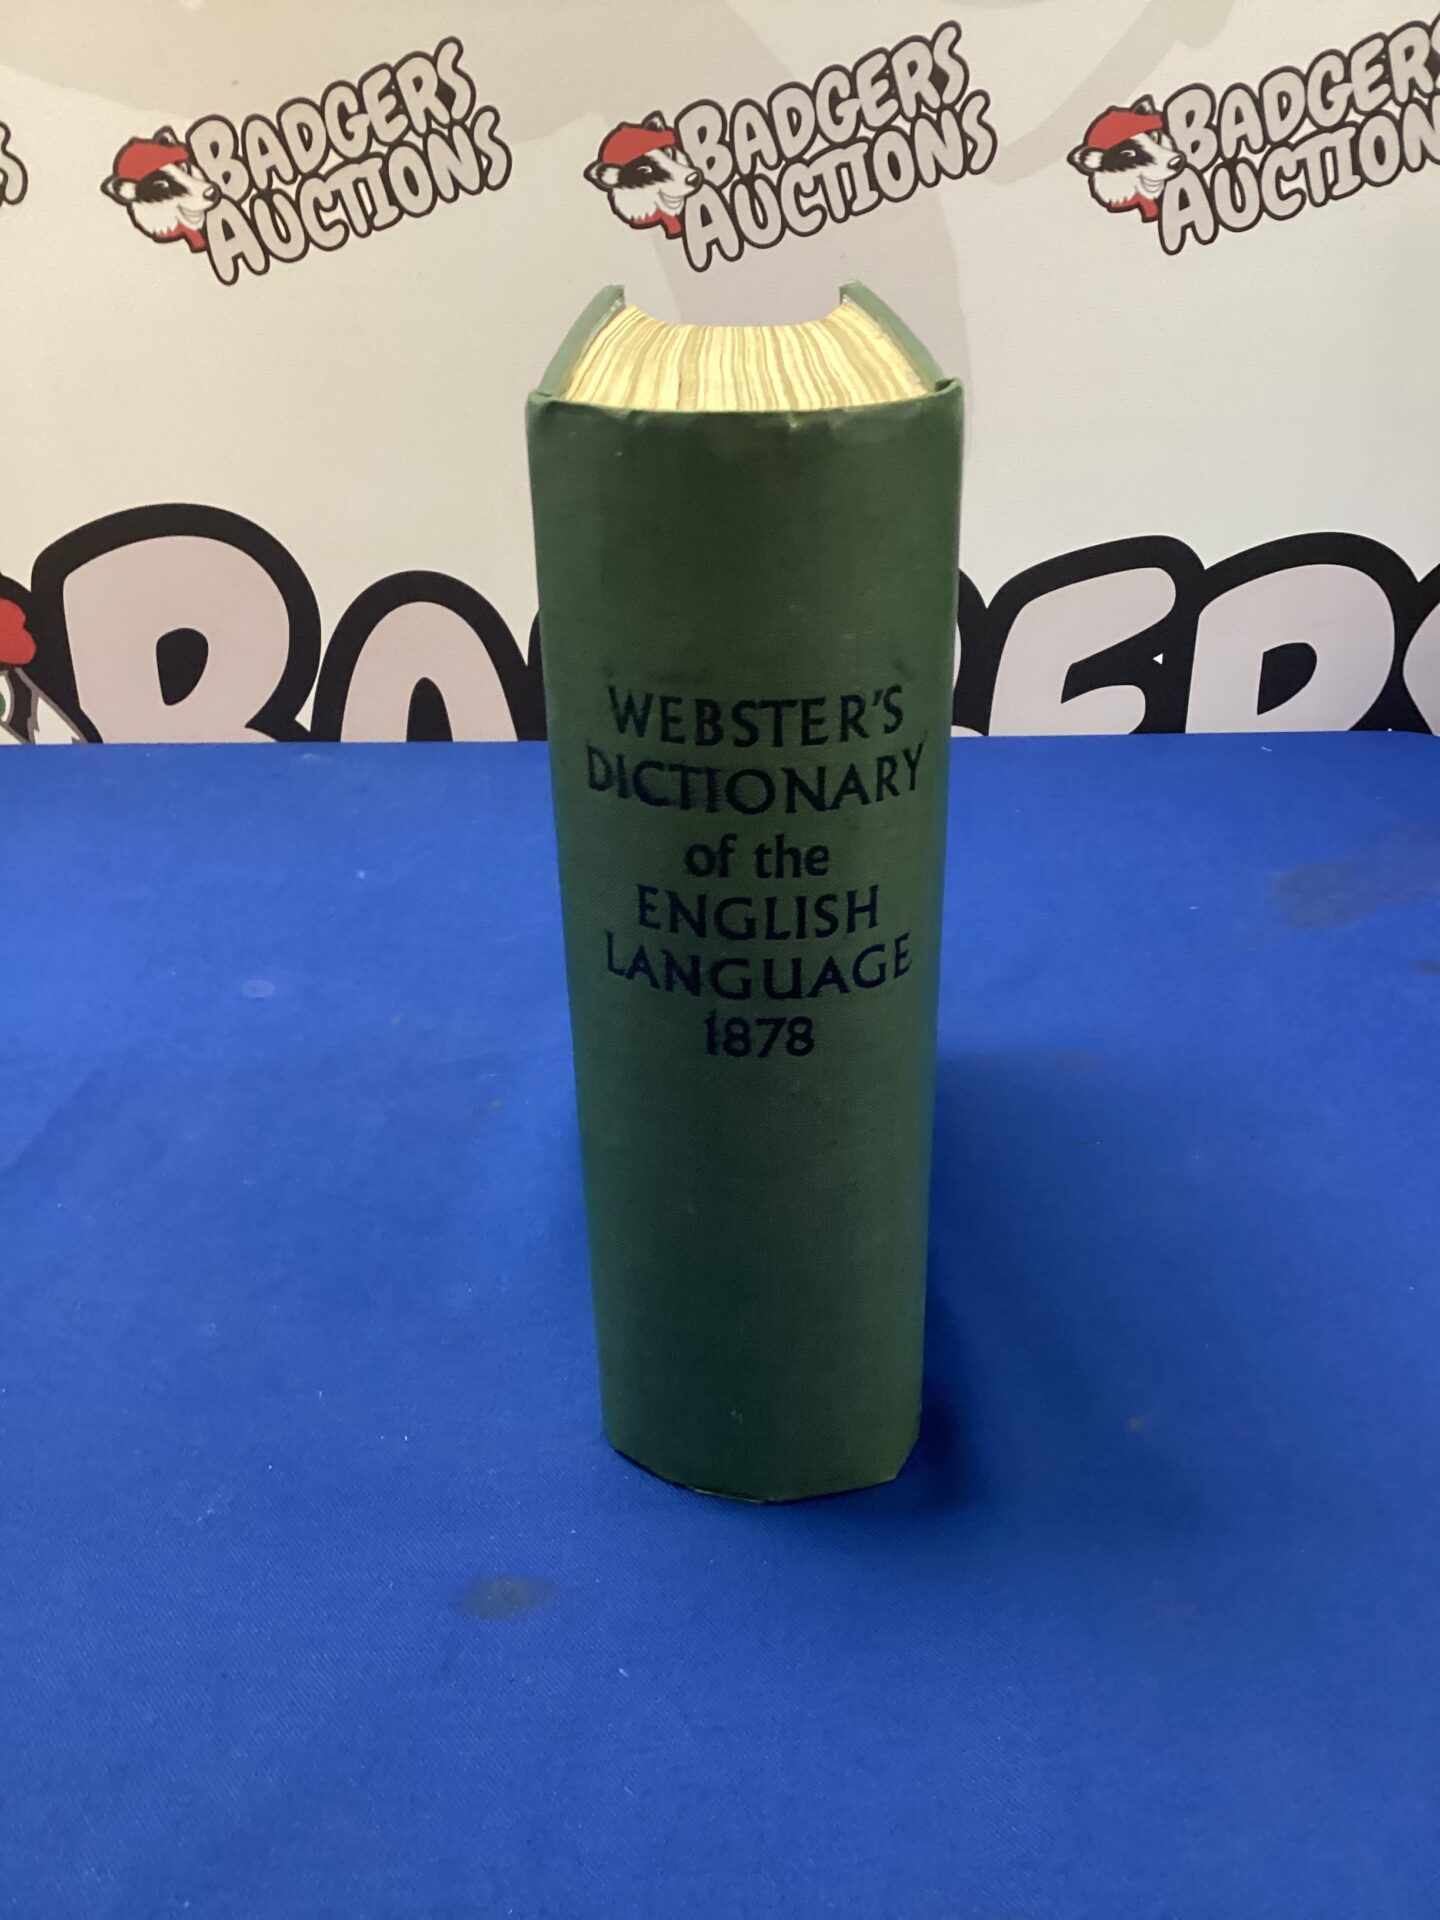 BADGERS
AUCTIONS
BADGERS
AUCTIONS
BADGERS
AUCTIONS
WEBSTER'S
DICTIONARY
of the
ENGLISH
LANGUAGE
1878